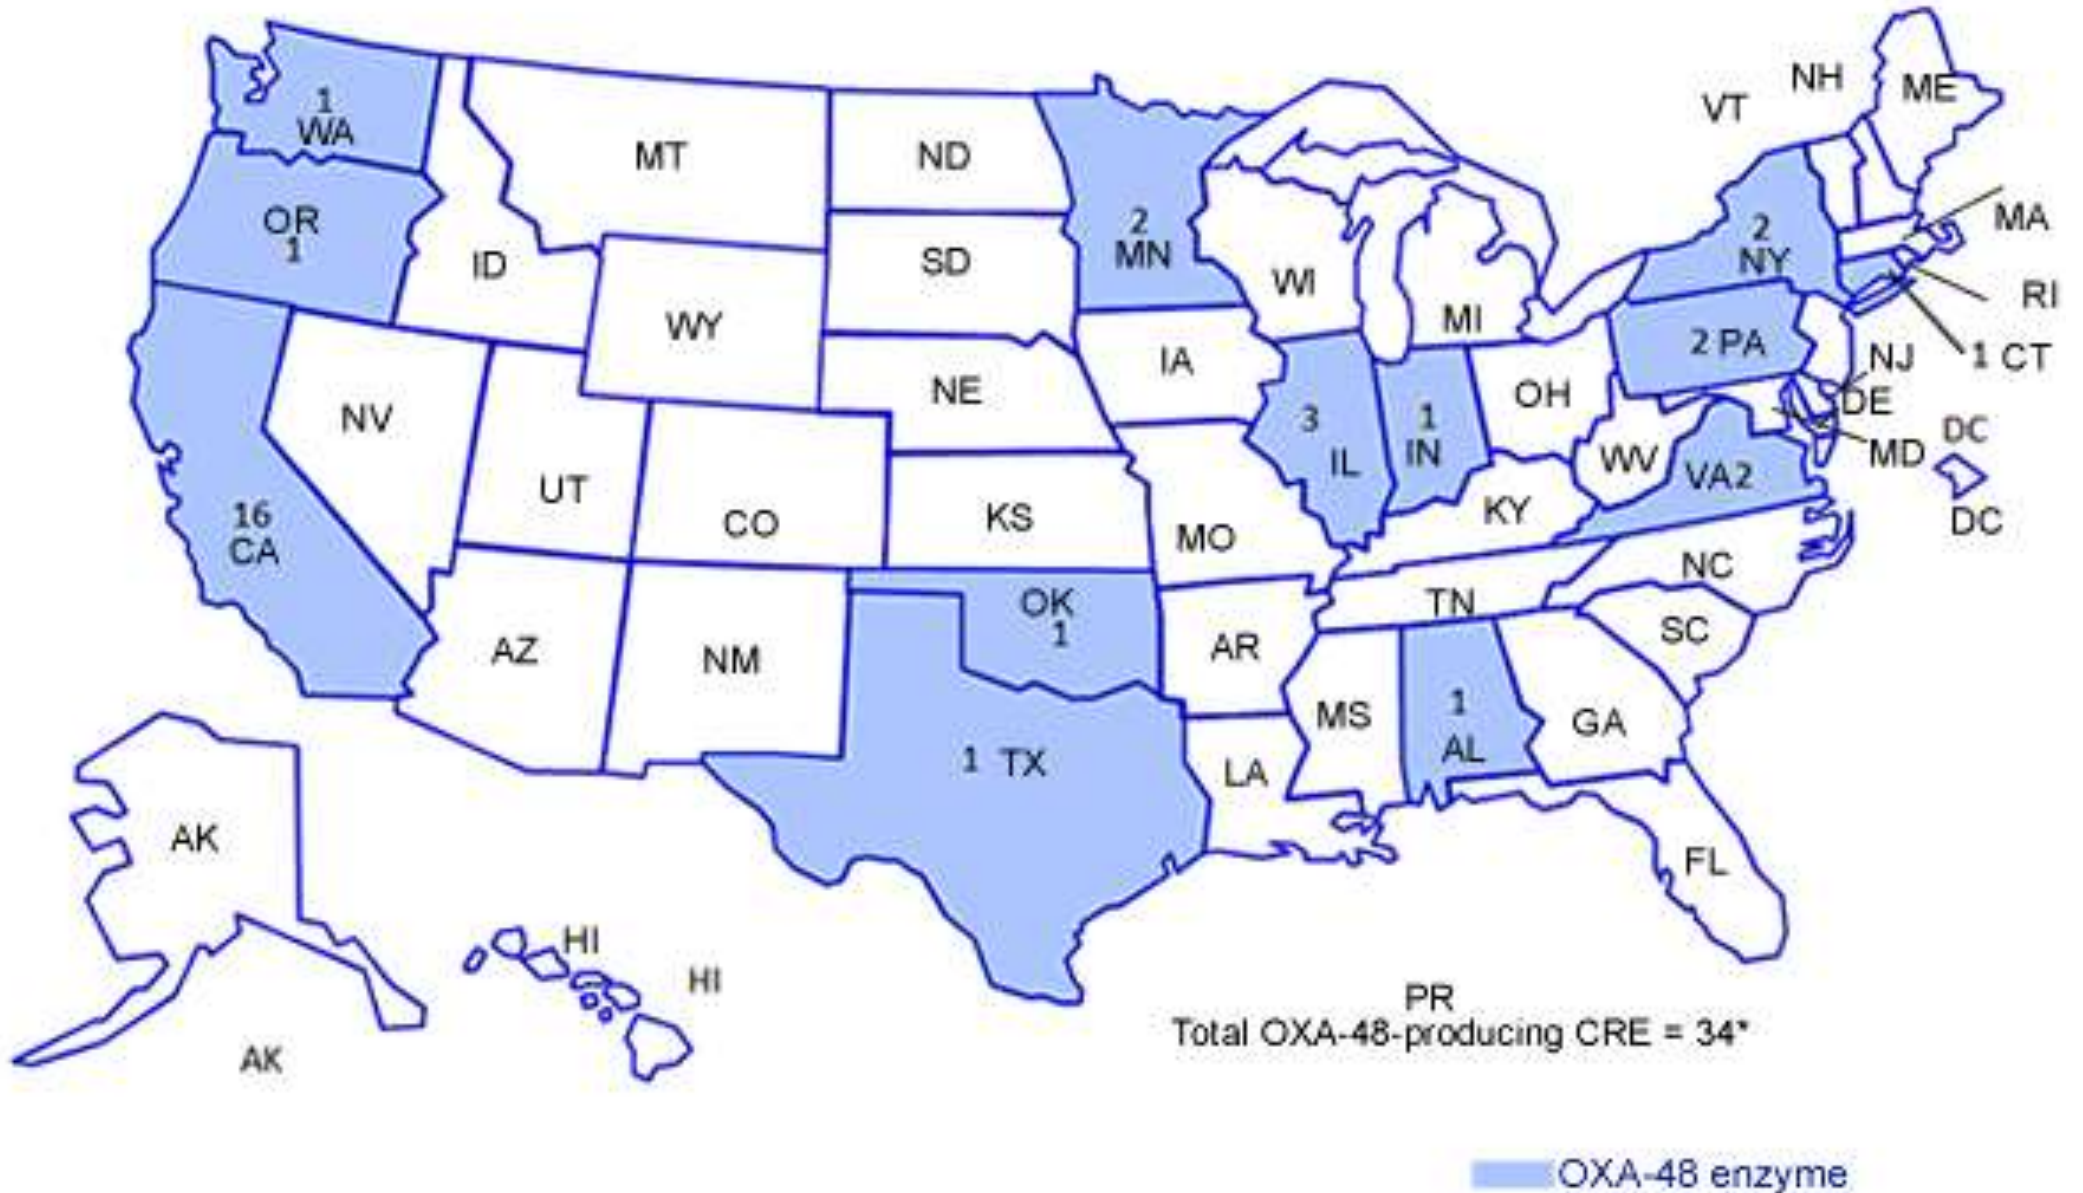 NH
ME
VT
1
WA
MT
ND
OR
1
ID
SD
2
MN
WI
MI
2
NY
MA
RI
1 CT
WY
IA
2 PA
NJ
DE
MD
DC
DC
NV
UT
CO
NE
KS
MO
3
IL
1
IN
OH
WV
VA2
KY
16
CA
AZ
NM
OK
1
AR
TN
NC
SC
1 TX
LA
MS
1
AL
GA
FL
AK
AK
HI
HI
PR
Total OXA-48-producing CRE = 34*
OXA-48 enzyme